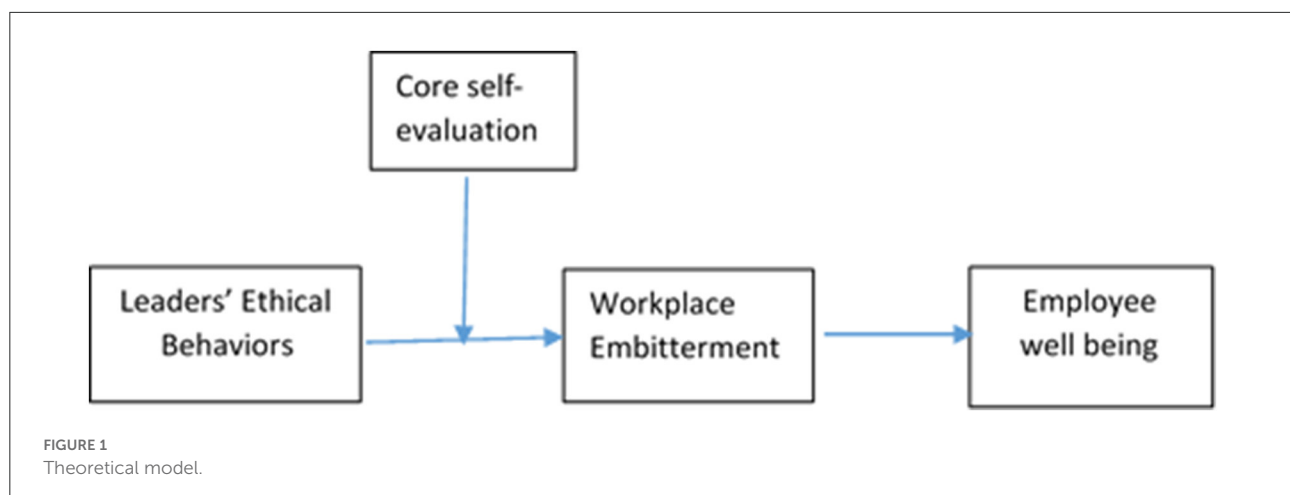 Core self-
evaluation
Leaders’ Ethical
Behaviors
Workplace
Embitterment
Employee
well being
FIGURE 1
Theoretical model.